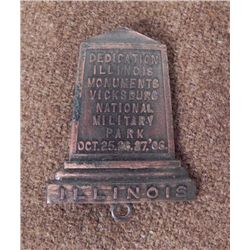 DEDICATION
ILLINOIS
MONUMENTS
VICKSBURG
NATIONAL
MILITARY
PARK
OCT. 25. 26. 27. '06.
ILLINOIS